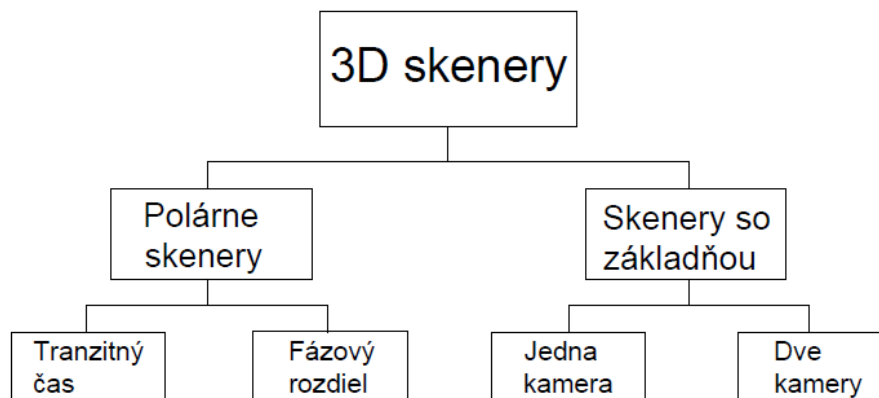 3D skenery
Polárne
skenery
Skenery so
základňou
Tranzitný
čas
Fázový
rozdiel
Jedna
kamera
Dve
kamery